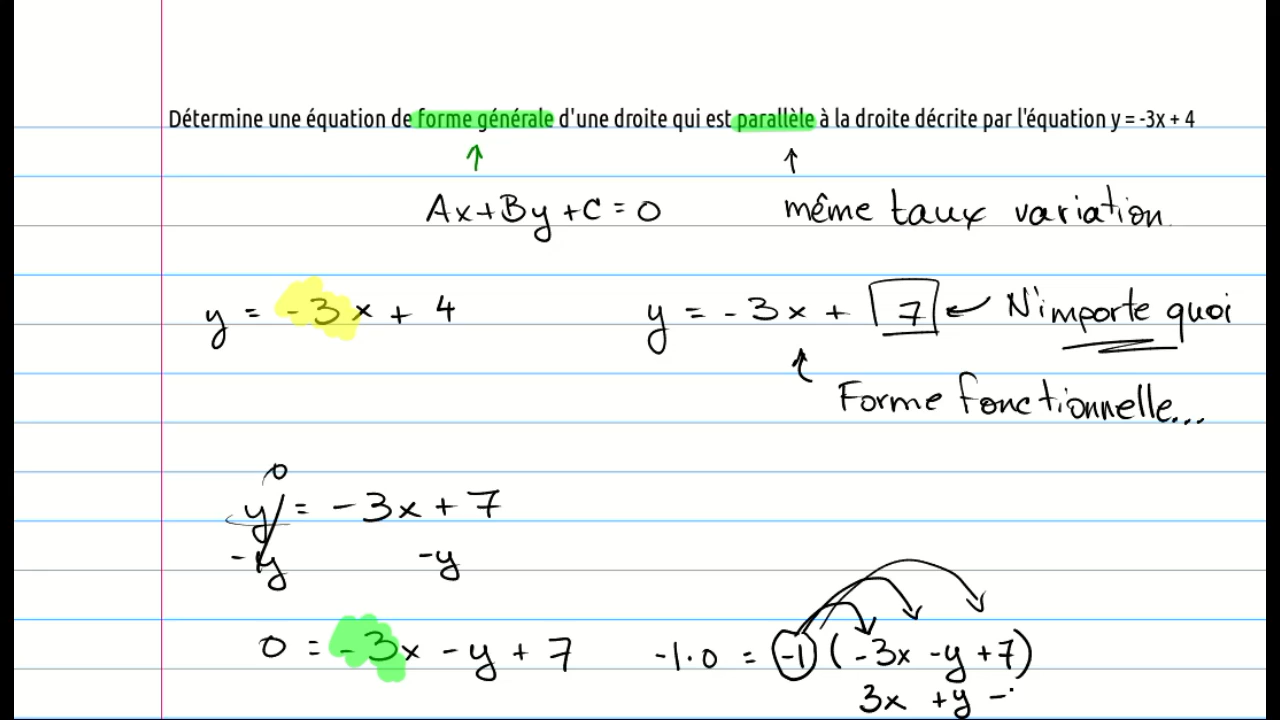 Détermine une équation de forme générale d'une droite qui est parallèle à la droite décrite par l'équation y = -3x + 4
Ax+By+C=0 même taux variation
y = -3x + 4 y = -3x + 7 N'importe quoi
Forme fonctionnelle...
0
y = -3x + 7
-y -y
0 = -3x - y + 7 -1·0 = -1(-3x - y + 7)
3x + y -